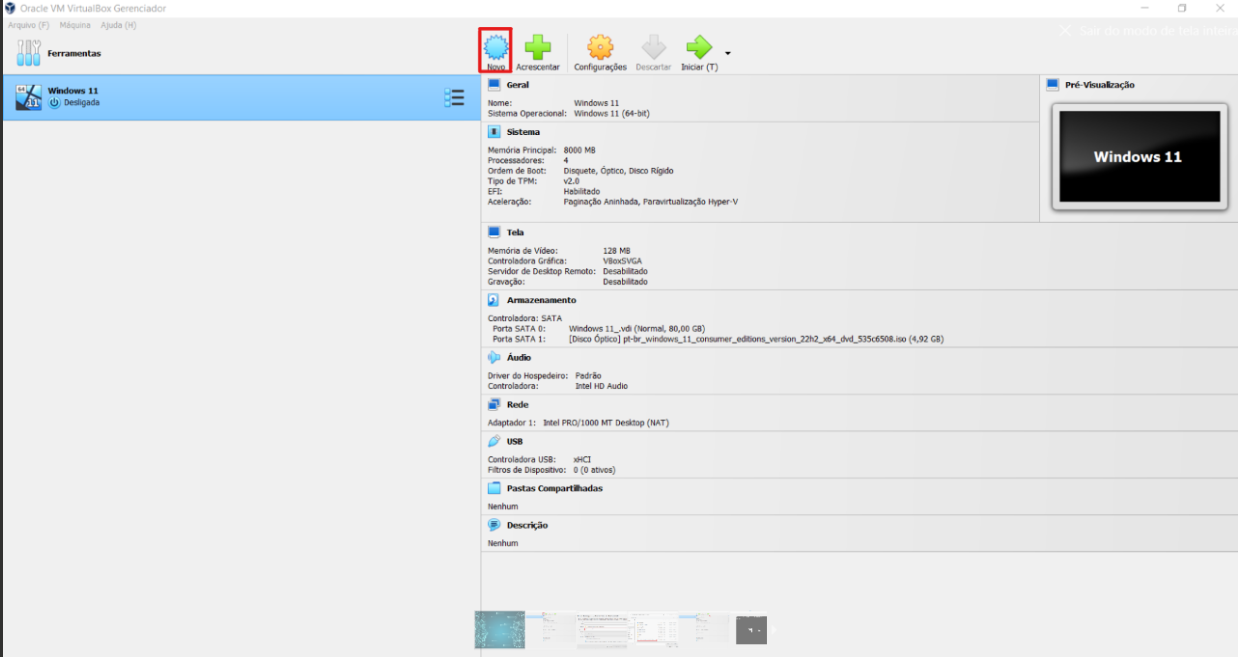 Oracle VM VirtualBox Gerenciador
Arquivo (F) Máquina Ajuda (H)
Sair do modo de tela inteira
Ferramentas
Novo Acrescentar Configurações Descartar Iniciar (T)
Windows 11
Desligada
Geral
Nome: Windows 11
Sistema Operacional: Windows 11 (64-bit)
Pré-Visualização
Windows 11
Sistema
Memória Principal: 8000 MB
Processadores: 4
Ordem de Boot: Disquete, Óptico, Disco Rígido
Tipo de TPM: v2.0
EFI: Habilitado
Aceleração: Paginação Aninhada, Paravirtualização Hyper-V
Tela
Memória de Vídeo: 128 MB
Controladora Gráfica: VBoxSVGA
Servidor de Desktop Remoto: Desabilitado
Gravação: Desabilitado
Armazenamento
Controladora: SATA
Porta SATA 0: Windows 11_.vdi (Normal, 80,00 GB)
Porta SATA 1: [Disco Óptico] pt-br_windows_11_consumer_editions_version_22h2_x64_dvd_535c6508.iso (4,92 GB)
Áudio
Driver do Hospedeiro: Padrão
Controladora: Intel HD Audio
Rede
Adaptador 1: Intel PRO/1000 MT Desktop (NAT)
USB
Controladora USB: xHCI
Filtros de Dispositivo: 0 (0 ativos)
Pastas Compartilhadas
Nenhum
Descrição
Nenhum